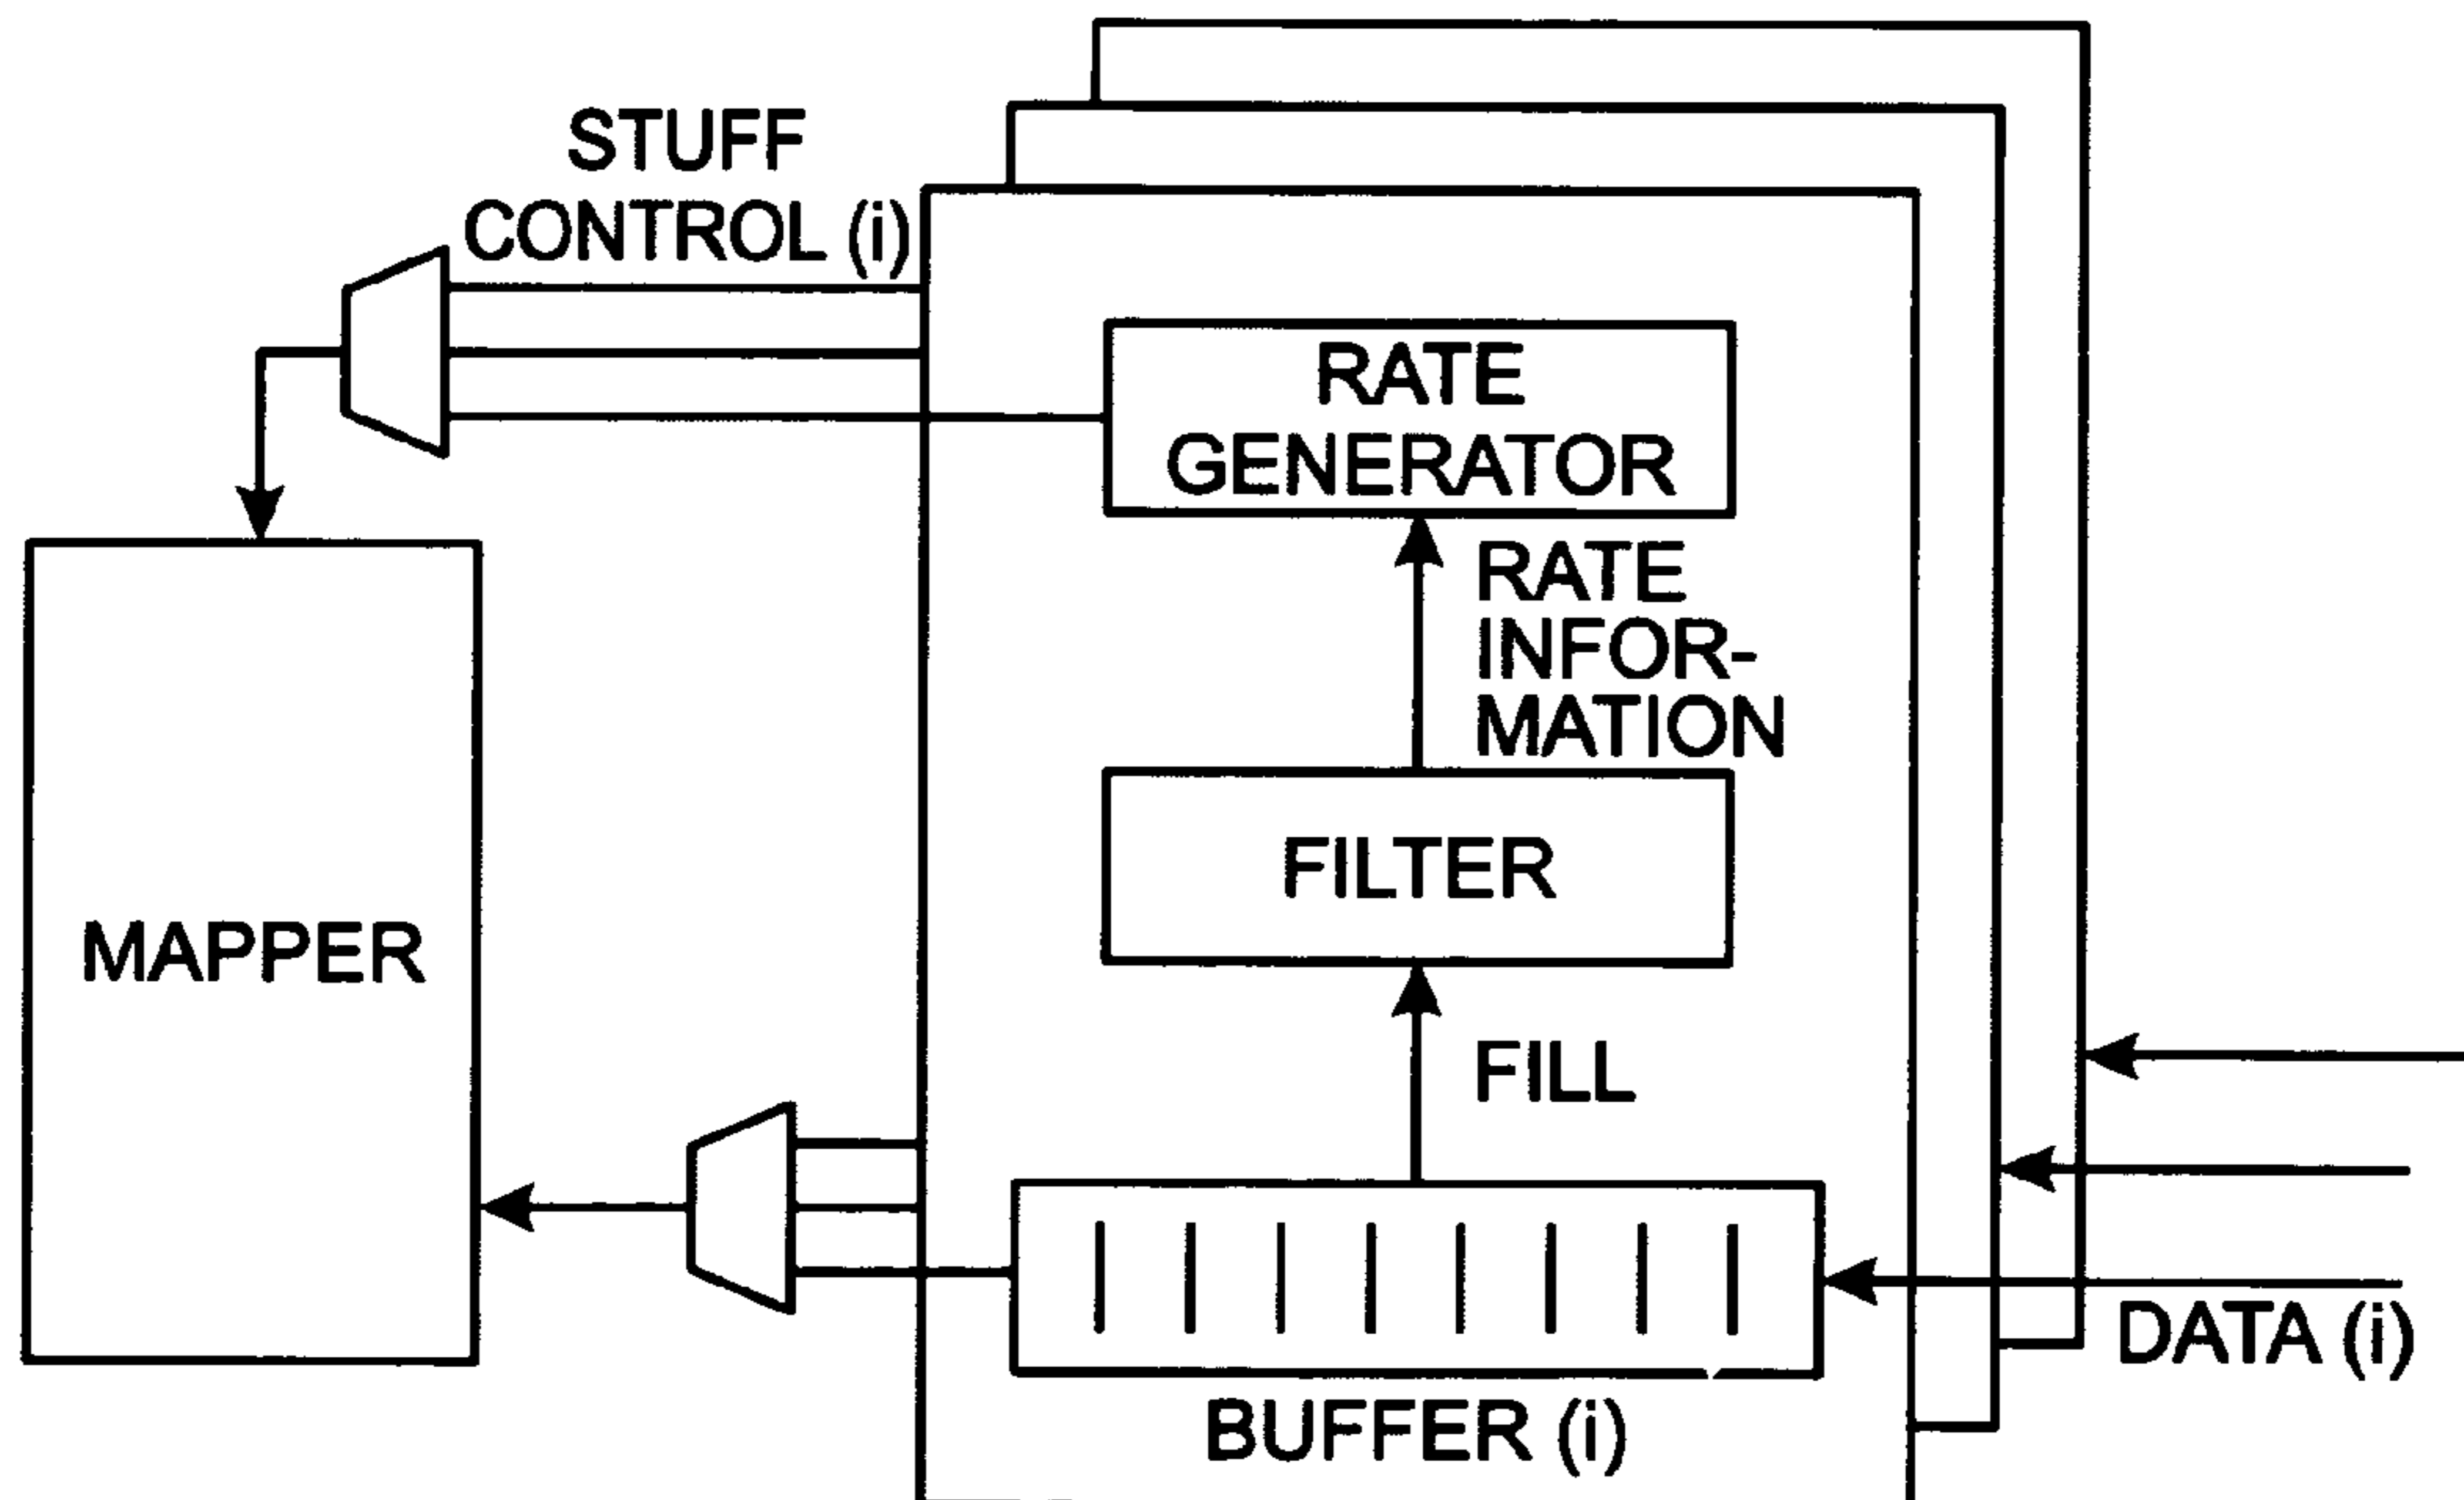 STUFF
CONTROL (i)
RATE
GENERATOR
RATE
INFOR-
MATION
FILTER
MAPPER
FILL
DATA (i)
BUFFER (i)